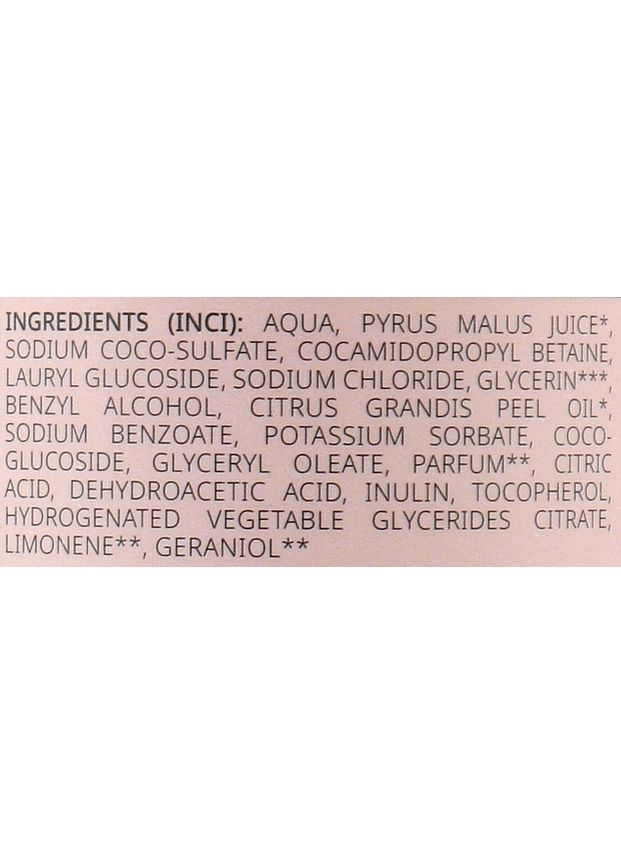 INGREDIENTS (INCI): AQUA, PYRUS MALUS JUICE*,
SODIUM COCO-SULFATE, COCAMIDOPROPYL BETAINE,
LAURYL GLUCOSIDE, SODIUM CHLORIDE, GLYCERIN***,
BENZYL ALCOHOL, CITRUS GRANDIS PEEL OIL*,
SODIUM BENZOATE, POTASSIUM SORBATE, COCO-
GLUCOSIDE, GLYCERYL OLEATE, PARFUM**, CITRIC
ACID, DEHYDROACETIC ACID, INULIN, TOCOPHEROL,
HYDROGENATED VEGETABLE GLYCERIDES CITRATE,
LIMONENE**, GERANIOL**